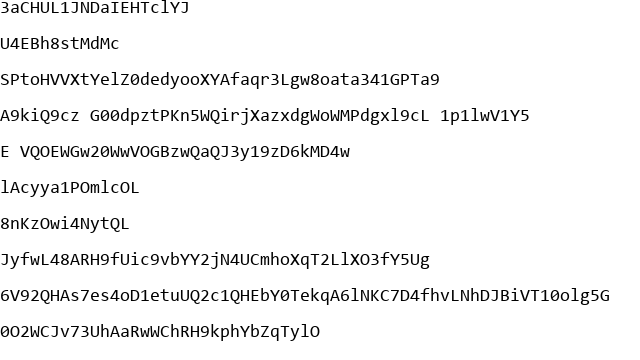 3aCHUL1JNDaIEHTclYJ
U4EBh8stMdMc
SPtoHVVXtYelZ0dedyooXYAfaqr3Lgw8oata341GPTa9
A9kiQ9cz G00dpztPKn5WQirjXazxdgWoWMPdgxl9cL 1p1lwV1Y5
E VQOEWGw20WwVOGBzwQaQJ3y19zD6kMD4w
lAcyya1POmlcOL
8nKzOwi4NytQL
JyfwL48ARH9fUic9vbYY2jN4UCmhoXqT2LlXO3fY5Ug
6V92QHAs7es4oD1etuUQ2c1QHEbY0TekqA6lNKC7D4fhvLNhDJBiVT10olg5G
0O2WCJv73UhAaRwWChRH9kphYbZqTylO